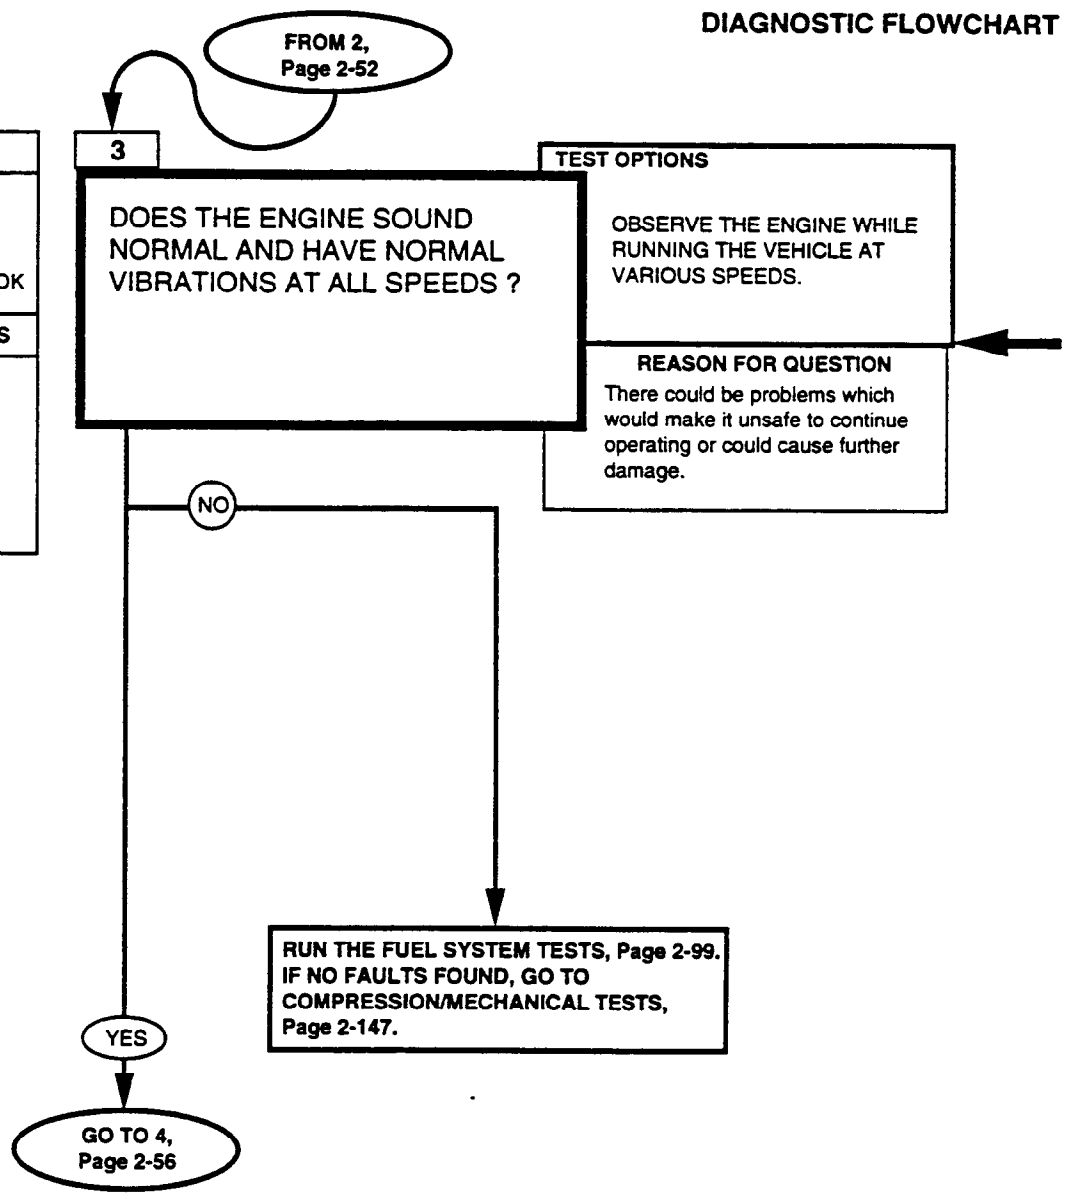 DIAGNOSTIC FLOWCHART
FROM 2,
Page 2-52
3
DOES THE ENGINE SOUND
NORMAL AND HAVE NORMAL
VIBRATIONS AT ALL SPEEDS ?
TEST OPTIONS
OBSERVE THE ENGINE WHILE
RUNNING THE VEHICLE AT
VARIOUS SPEEDS.
REASON FOR QUESTION
There could be problems which
would make it unsafe to continue
operating or could cause further
damage.
OK
S
NO
RUN THE FUEL SYSTEM TESTS, Page 2-99.
IF NO FAULTS FOUND, GO TO
COMPRESSION/MECHANICAL TESTS,
Page 2-147.
YES
GO TO 4,
Page 2-56